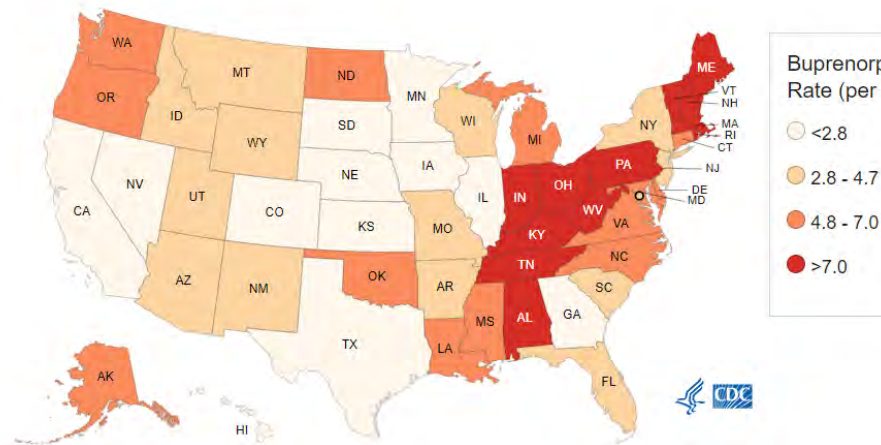 WA
OR
CA
NV
ID
MT
WY
UT
AZ
CO
NM
ND
SD
NE
KS
OK
TX
MN
IA
MO
AR
LA
WI
IL
MS
MI
IN
OH
KY
TN
AL
GA
FL
SC
NC
VA
WV
PA
NY
ME
VT
NH
MA
RI
CT
NJ
DE
MD
AK
HI
CDC
Buprenorp
Rate (per
<2.8
2.8 - 4.7
4.8 - 7.0
>7.0